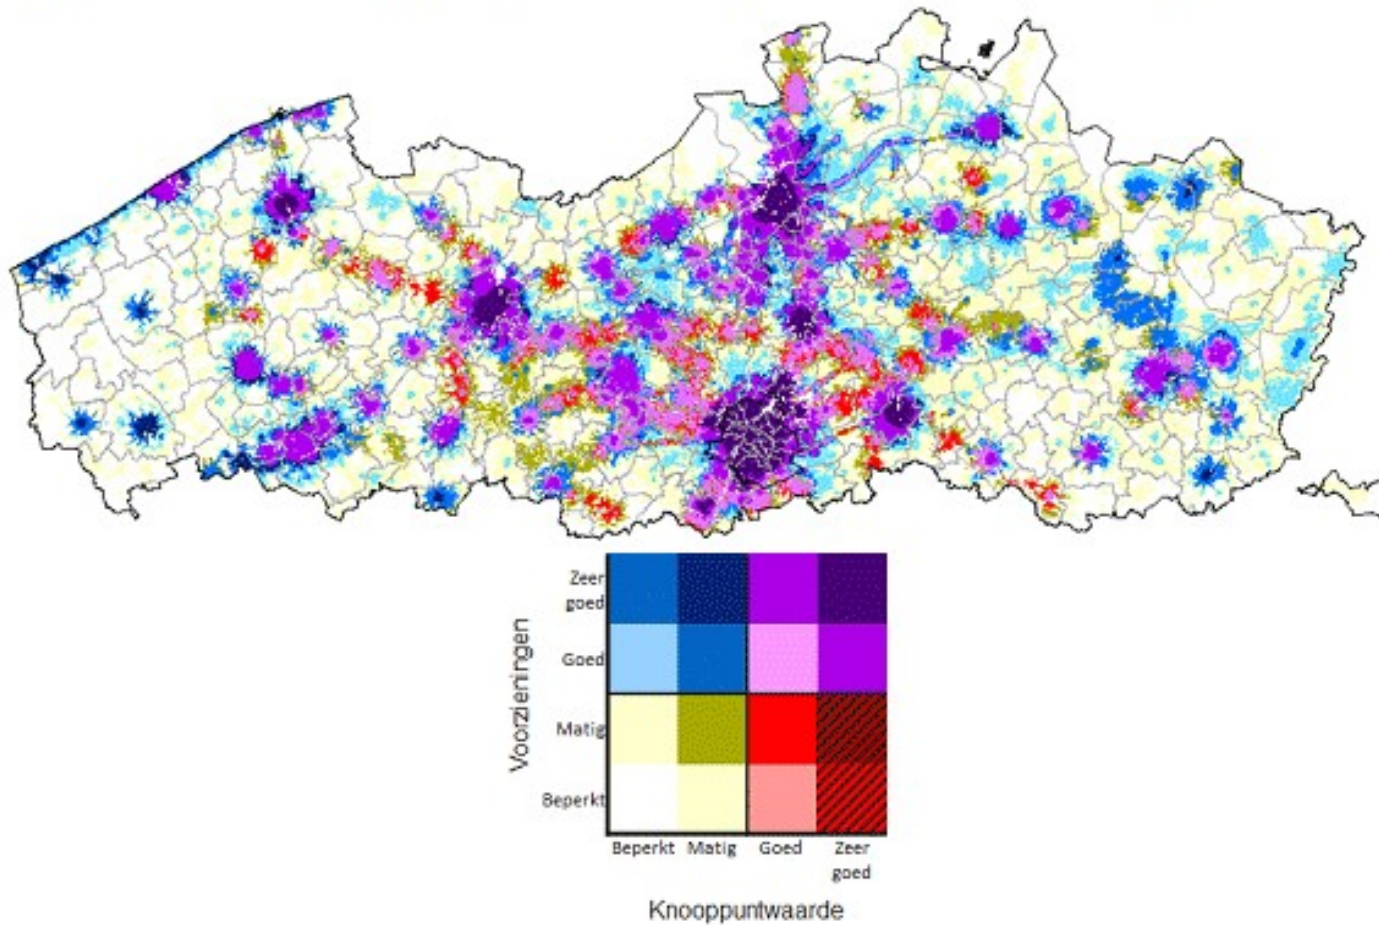 Zeer
goed
Goed
Matig
Beperkt
Voorzieningen
Beperkt Matig Goed Zeer
goed
Knooppuntwaarde